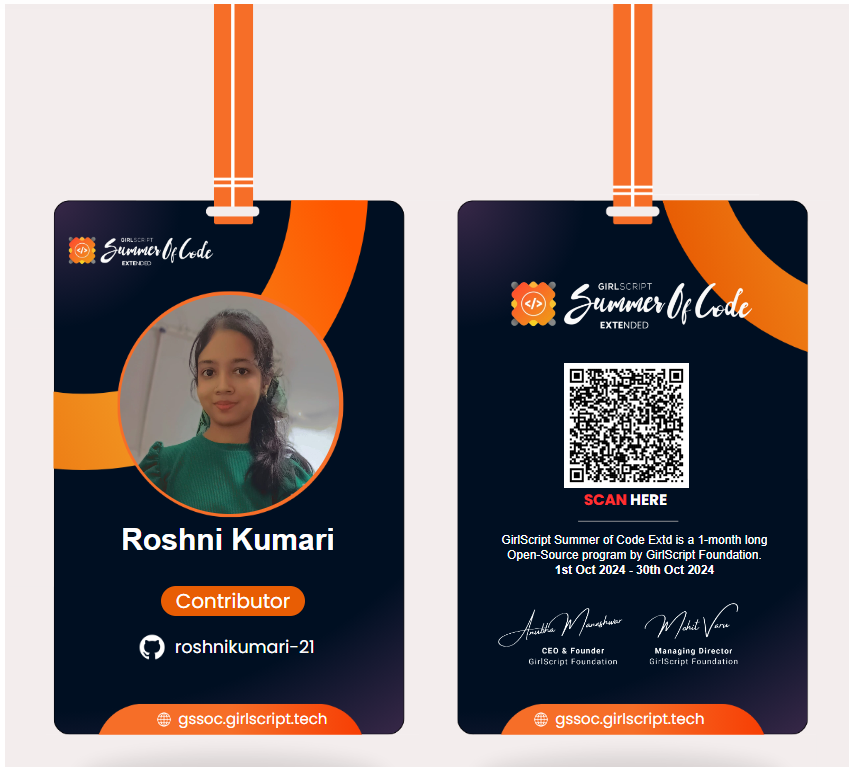 GIRLSCRIPT
Summer Of Code
EXTENDED
Roshni Kumari
Contributor
roshnikumari-21
gssoc.girlscript.tech
GIRLSCRIPT
Summer Of Code
EXTENDED
SCAN HERE
GirlScript Summer of Code Extd is a 1-month long
Open-Source program by GirlScript Foundation.
1st Oct 2024 - 30th Oct 2024
Anubha Maneshwar
Mohit Varu
CEO & Founder
Managing Director
GirlScript Foundation
GirlScript Foundation
gssoc.girlscript.tech